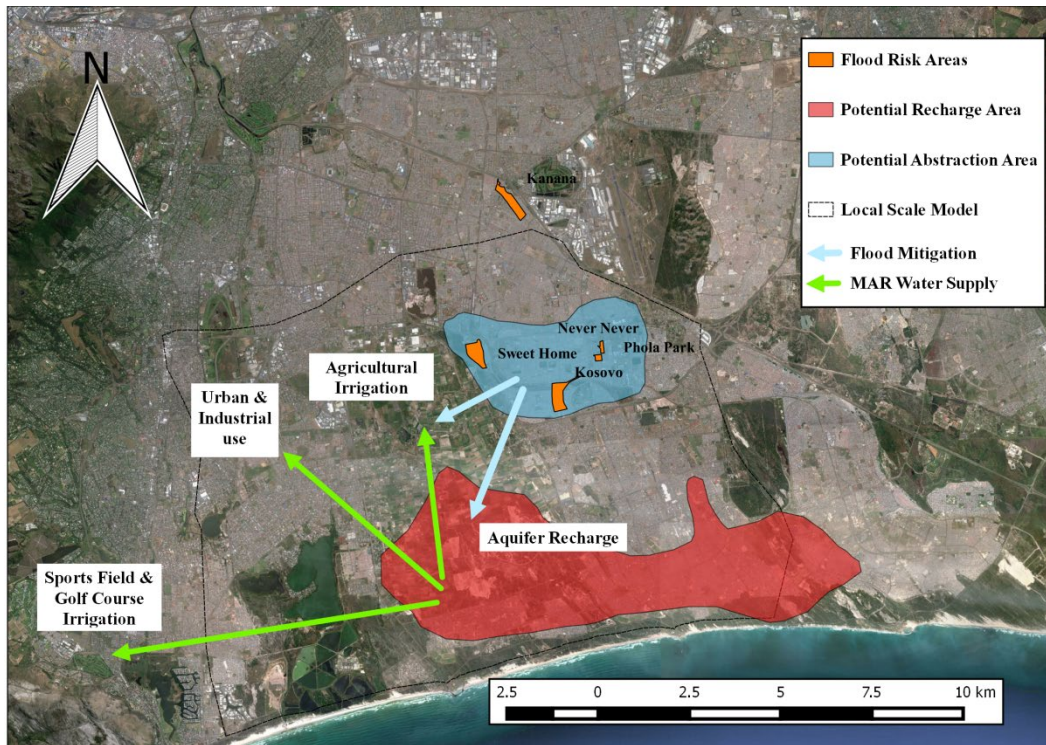 N
Flood Risk Areas
Potential Recharge Area
Potential Abstraction Area
Local Scale Model
Flood Mitigation
MAR Water Supply
Kanana
Never Never
Sweet Home
Phola Park
Kosovo
Agricultural
Irrigation
Urban &
Industrial
use
Aquifer Recharge
Sports Field &
Golf Course
Irrigation
2.5 0 2.5 5 7.5 10 km